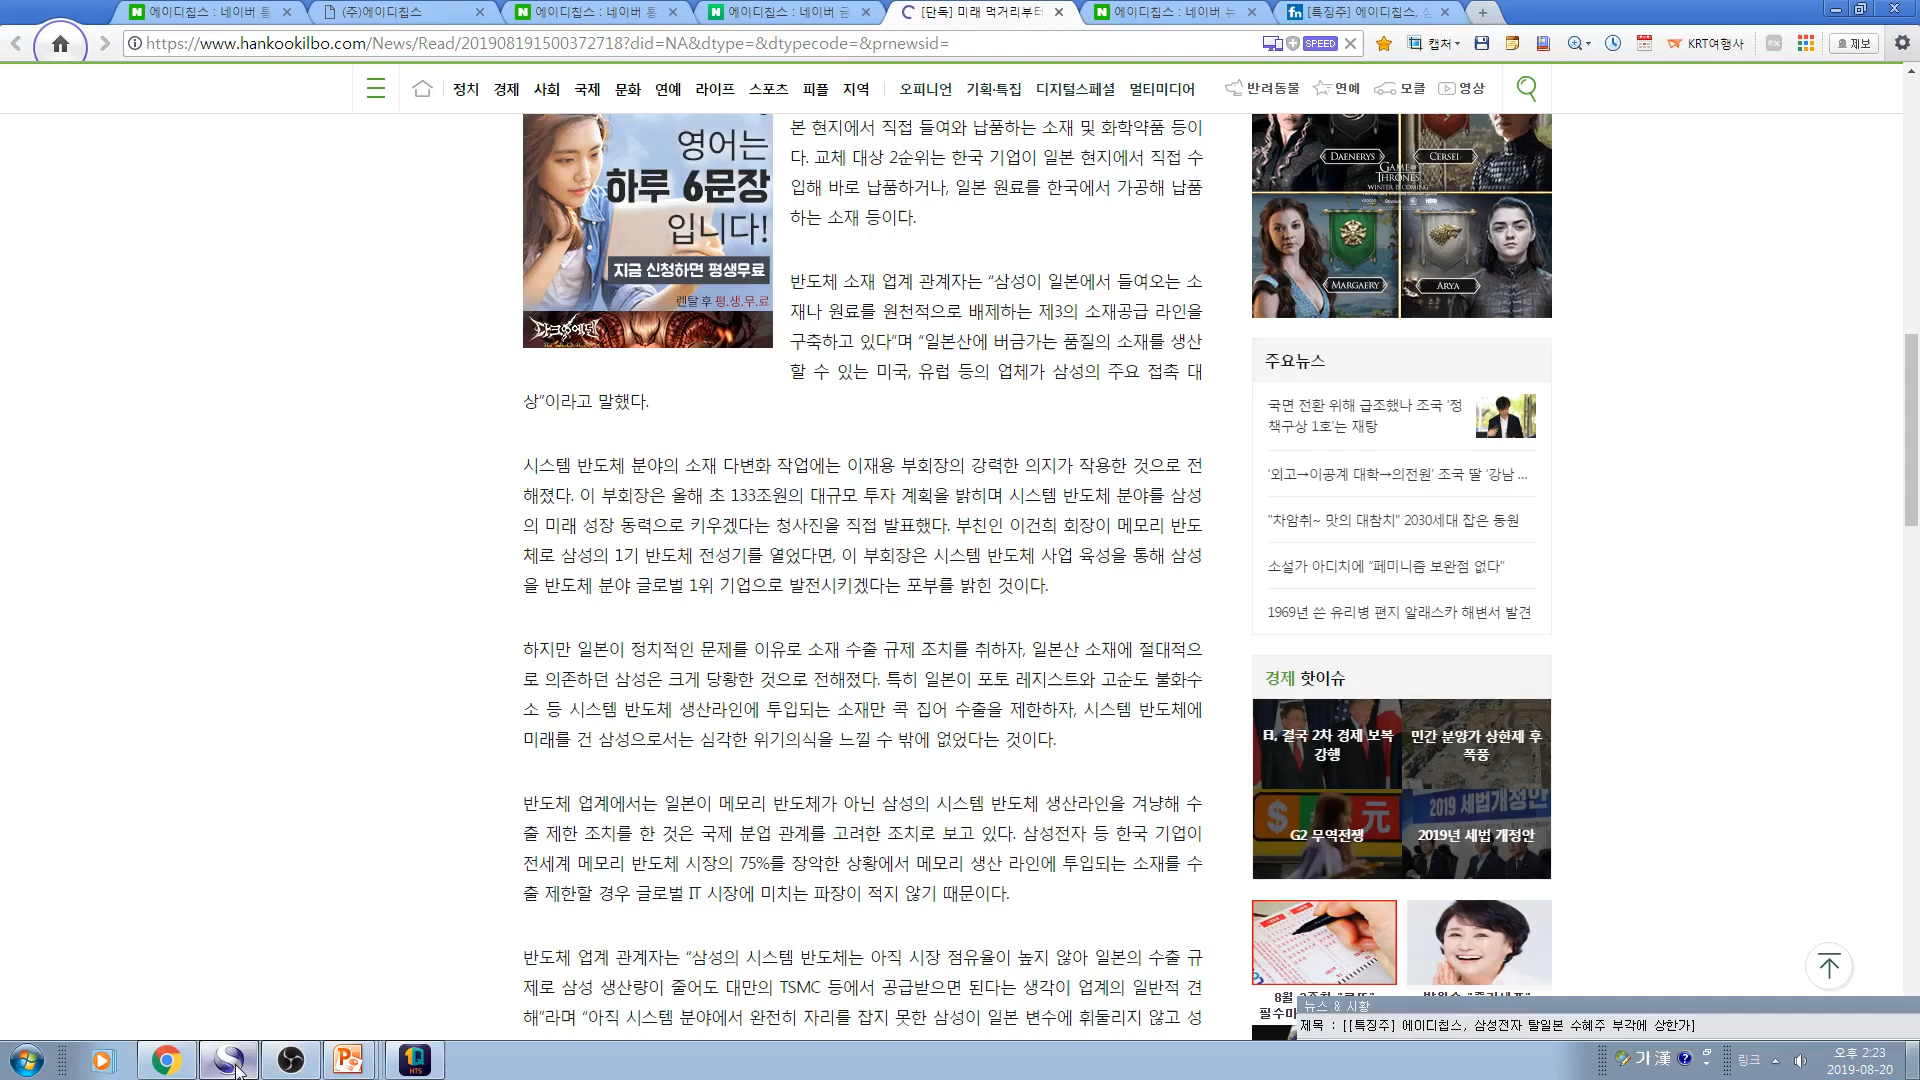 에이디칩스 : 네이버 통
(주)에이디칩스
에이디칩스 : 네이버 통
에이디칩스 : 네이버 금
[단독] 미래 먹거리부터
에이디칩스 : 네이버 뉴
[특징주] 에이디칩스, 삼
https://www.hankookilbo.com/News/Read/201908191500372718?did=NA&dtype=&dtypecode=&prnewsid=
SPEED
캡처
KRT여행사
제보
정치 경제 사회 국제 문화 연예 라이프 스포츠 피플 지역 오피니언 기획·특집 디지털스페셜 멀티미디어 반려동물 연예 모클 영상
영어는
하루 6문장
입니다!
지금 신청하면 평생무료
렌탈 후 평.생.무.료
다크에덴
본 현지에서 직접 들여와 납품하는 소재 및 화학약품 등이
다. 교체 대상 2순위는 한국 기업이 일본 현지에서 직접 수
입해 바로 납품하거나, 일본 원료를 한국에서 가공해 납품
하는 소재 등이다.
반도체 소재 업계 관계자는 “삼성이 일본에서 들여오는 소
재나 원료를 원천적으로 배제하는 제3의 소재공급 라인을
구축하고 있다”며 “일본산에 버금가는 품질의 소재를 생산
할 수 있는 미국, 유럽 등의 업체가 삼성의 주요 접촉 대
상”이라고 말했다.
시스템 반도체 분야의 소재 다변화 작업에는 이재용 부회장의 강력한 의지가 작용한 것으로 전
해졌다. 이 부회장은 올해 초 133조원의 대규모 투자 계획을 밝히며 시스템 반도체 분야를 삼성
의 미래 성장 동력으로 키우겠다는 청사진을 직접 발표했다. 부친인 이건희 회장이 메모리 반도
체로 삼성의 1기 반도체 전성기를 열었다면, 이 부회장은 시스템 반도체 사업 육성을 통해 삼성
을 반도체 분야 글로벌 1위 기업으로 발전시키겠다는 포부를 밝힌 것이다.
하지만 일본이 정치적인 문제를 이유로 소재 수출 규제 조치를 취하자, 일본산 소재에 절대적으
로 의존하던 삼성은 크게 당황한 것으로 전해졌다. 특히 일본이 포토 레지스트와 고순도 불화수
소 등 시스템 반도체 생산라인에 투입되는 소재만 콕 집어 수출을 제한하자, 시스템 반도체에
미래를 건 삼성으로서는 심각한 위기의식을 느낄 수 밖에 없었다는 것이다.
반도체 업계에서는 일본이 메모리 반도체가 아닌 삼성의 시스템 반도체 생산라인을 겨냥해 수
출 제한 조치를 한 것은 국제 분업 관계를 고려한 조치로 보고 있다. 삼성전자 등 한국 기업이
전세계 메모리 반도체 시장의 75%를 장악한 상황에서 메모리 생산 라인에 투입되는 소재를 수
출 제한할 경우 글로벌 IT 시장에 미치는 파장이 적지 않기 때문이다.
반도체 업계 관계자는 “삼성의 시스템 반도체는 아직 시장 점유율이 높지 않아 일본의 수출 규
제로 삼성 생산량이 줄어도 대만의 TSMC 등에서 공급받으면 된다는 생각이 업계의 일반적 견
해”라며 “아직 시스템 분야에서 완전히 자리를 잡지 못한 삼성이 일본 변수에 휘둘리지 않고 성
DAENERYS
CERSEI
GAME OF THRONES
WINTER IS COMING
HBO
MARGAERY
ARYA
주요뉴스
국면 전환 위해 급조했나 조국 '정
책구상 1호'는 재탕
‘외고→이공계 대학→의전원’ 조국 딸 ‘강남 ...
"차암취~ 맛의 대참치" 2030세대 잡은 동원
소설가 아디치에 “페미니즘 보완점 없다”
1969년 쓴 유리병 편지 알래스카 해변서 발견
경제 핫이슈
日, 결국 2차 경제 보복
강행
민간 분양가 상한제 후
폭풍
G2 무역전쟁
2019 세법개정안
2019년 세법 개정안
뉴스 & 시황
제목 : [[특징주] 에이디칩스, 삼성전자 탈일본 수혜주 부각에 상한가]
HTS
가 漢
링크
오후 2:23
2019-08-20